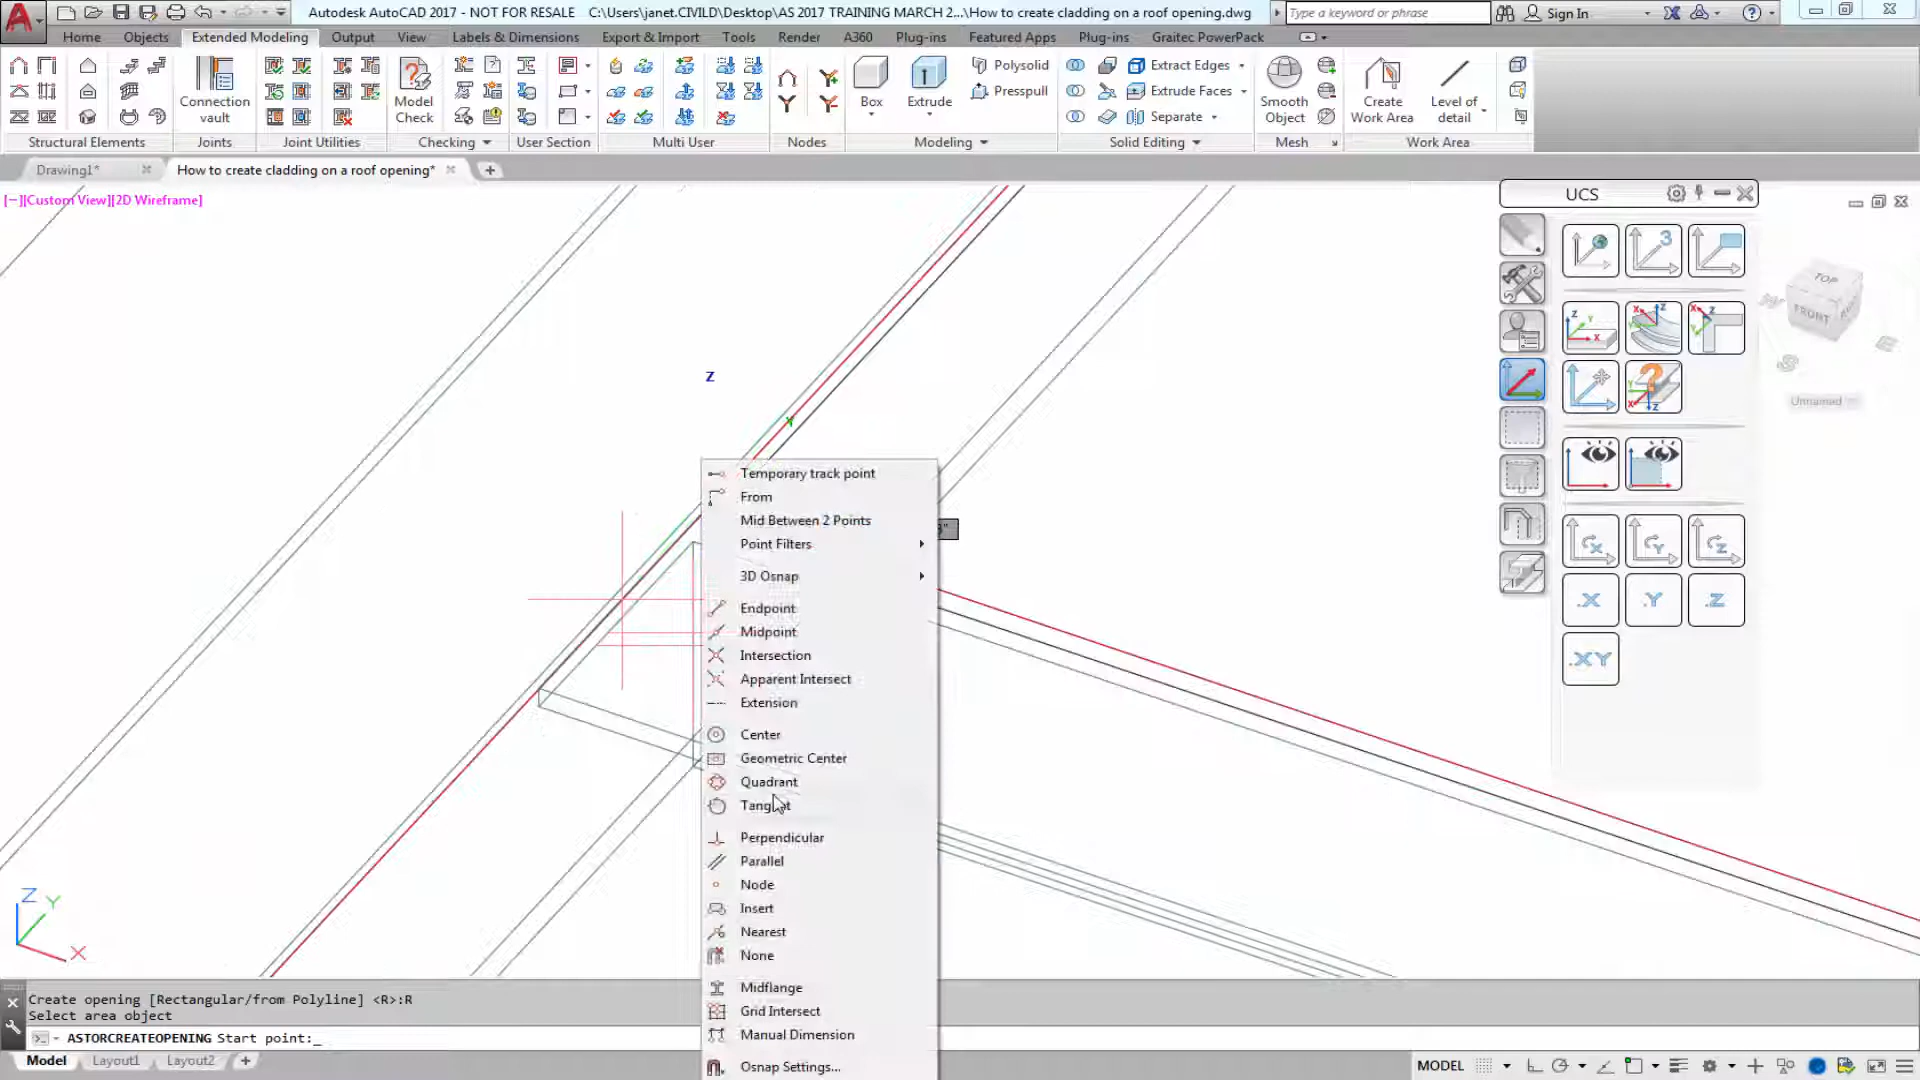 Autodesk AutoCAD 2017 - NOT FOR RESALE C:\Users\janet.CIVILD\Desktop\AS 2017 TRAINING MARCH 2...\How to create cladding on a roof opening.dwg
Type a keyword or phrase
Sign In
Home Objects Extended Modeling Output View Labels & Dimensions Export & Import Tools Render A360 Plug-ins Featured Apps Plug-ins Graitec PowerPack
Connection vault
Model Check
Box
Extrude
Polysolid
Presspull
Extract Edges
Extrude Faces
Separate
Smooth Object
Create Work Area
Level of detail
Structural Elements Joints Joint Utilities Checking User Section Multi User Nodes Modeling Solid Editing Mesh Work Area
Drawing1* How to create cladding on a roof opening*
[−][Custom View][2D Wireframe]
UCS
3
TOP
FRONT
S
E
Unnamed
Z
Y
Temporary track point
From
Mid Between 2 Points
Point Filters
3D Osnap
Endpoint
Midpoint
Intersection
Apparent Intersect
Extension
Center
Geometric Center
Quadrant
Tangent
Perpendicular
Parallel
Node
Insert
Nearest
None
Midflange
Grid Intersect
Manual Dimension
Osnap Settings...
X Y Z
.X .Y .Z
.XY
Z Y
X
Create opening [Rectangular/from Polyline] <R>:R
Select area object
ASTORCREATEOPENING Start point:
Model Layout1 Layout2 +
MODEL